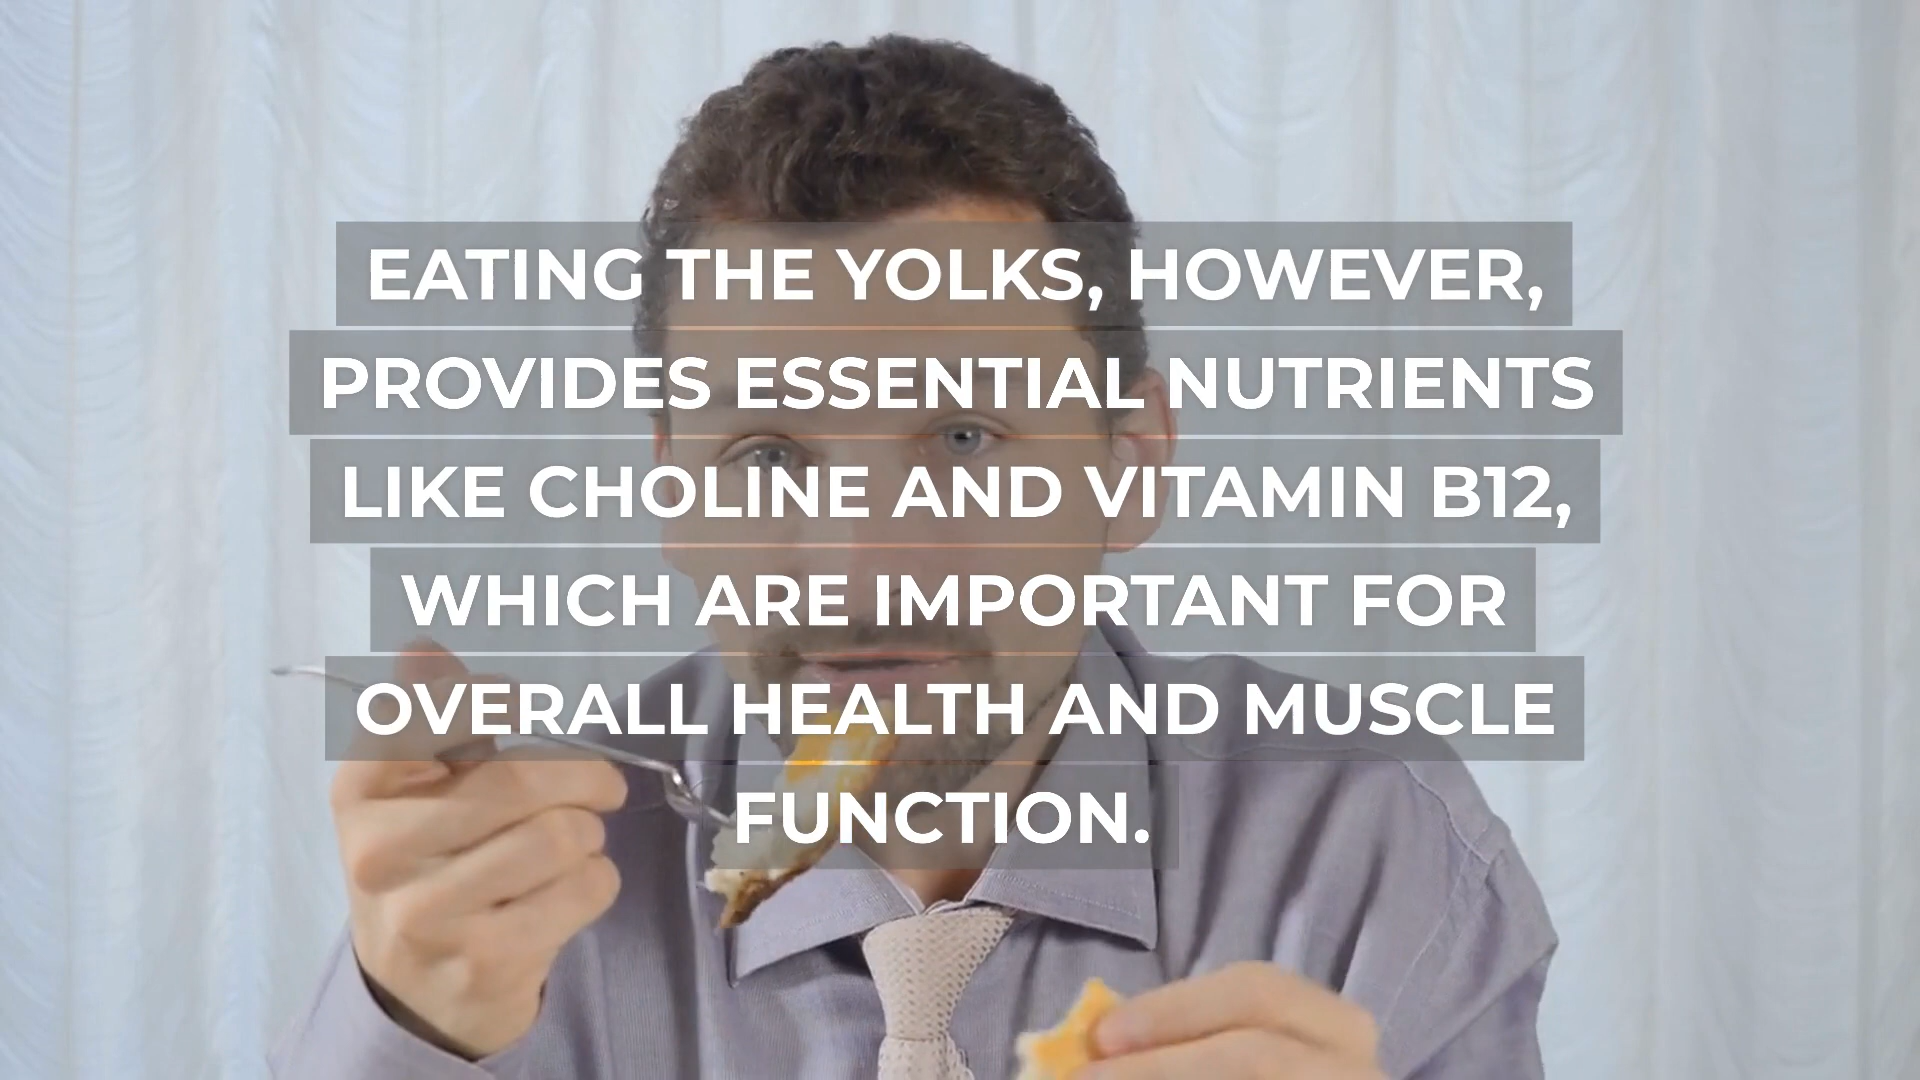 EATING THE YOLKS, HOWEVER,
PROVIDES ESSENTIAL NUTRIENTS
LIKE CHOLINE AND VITAMIN B12,
WHICH ARE IMPORTANT FOR
OVERALL HEALTH AND MUSCLE
FUNCTION.